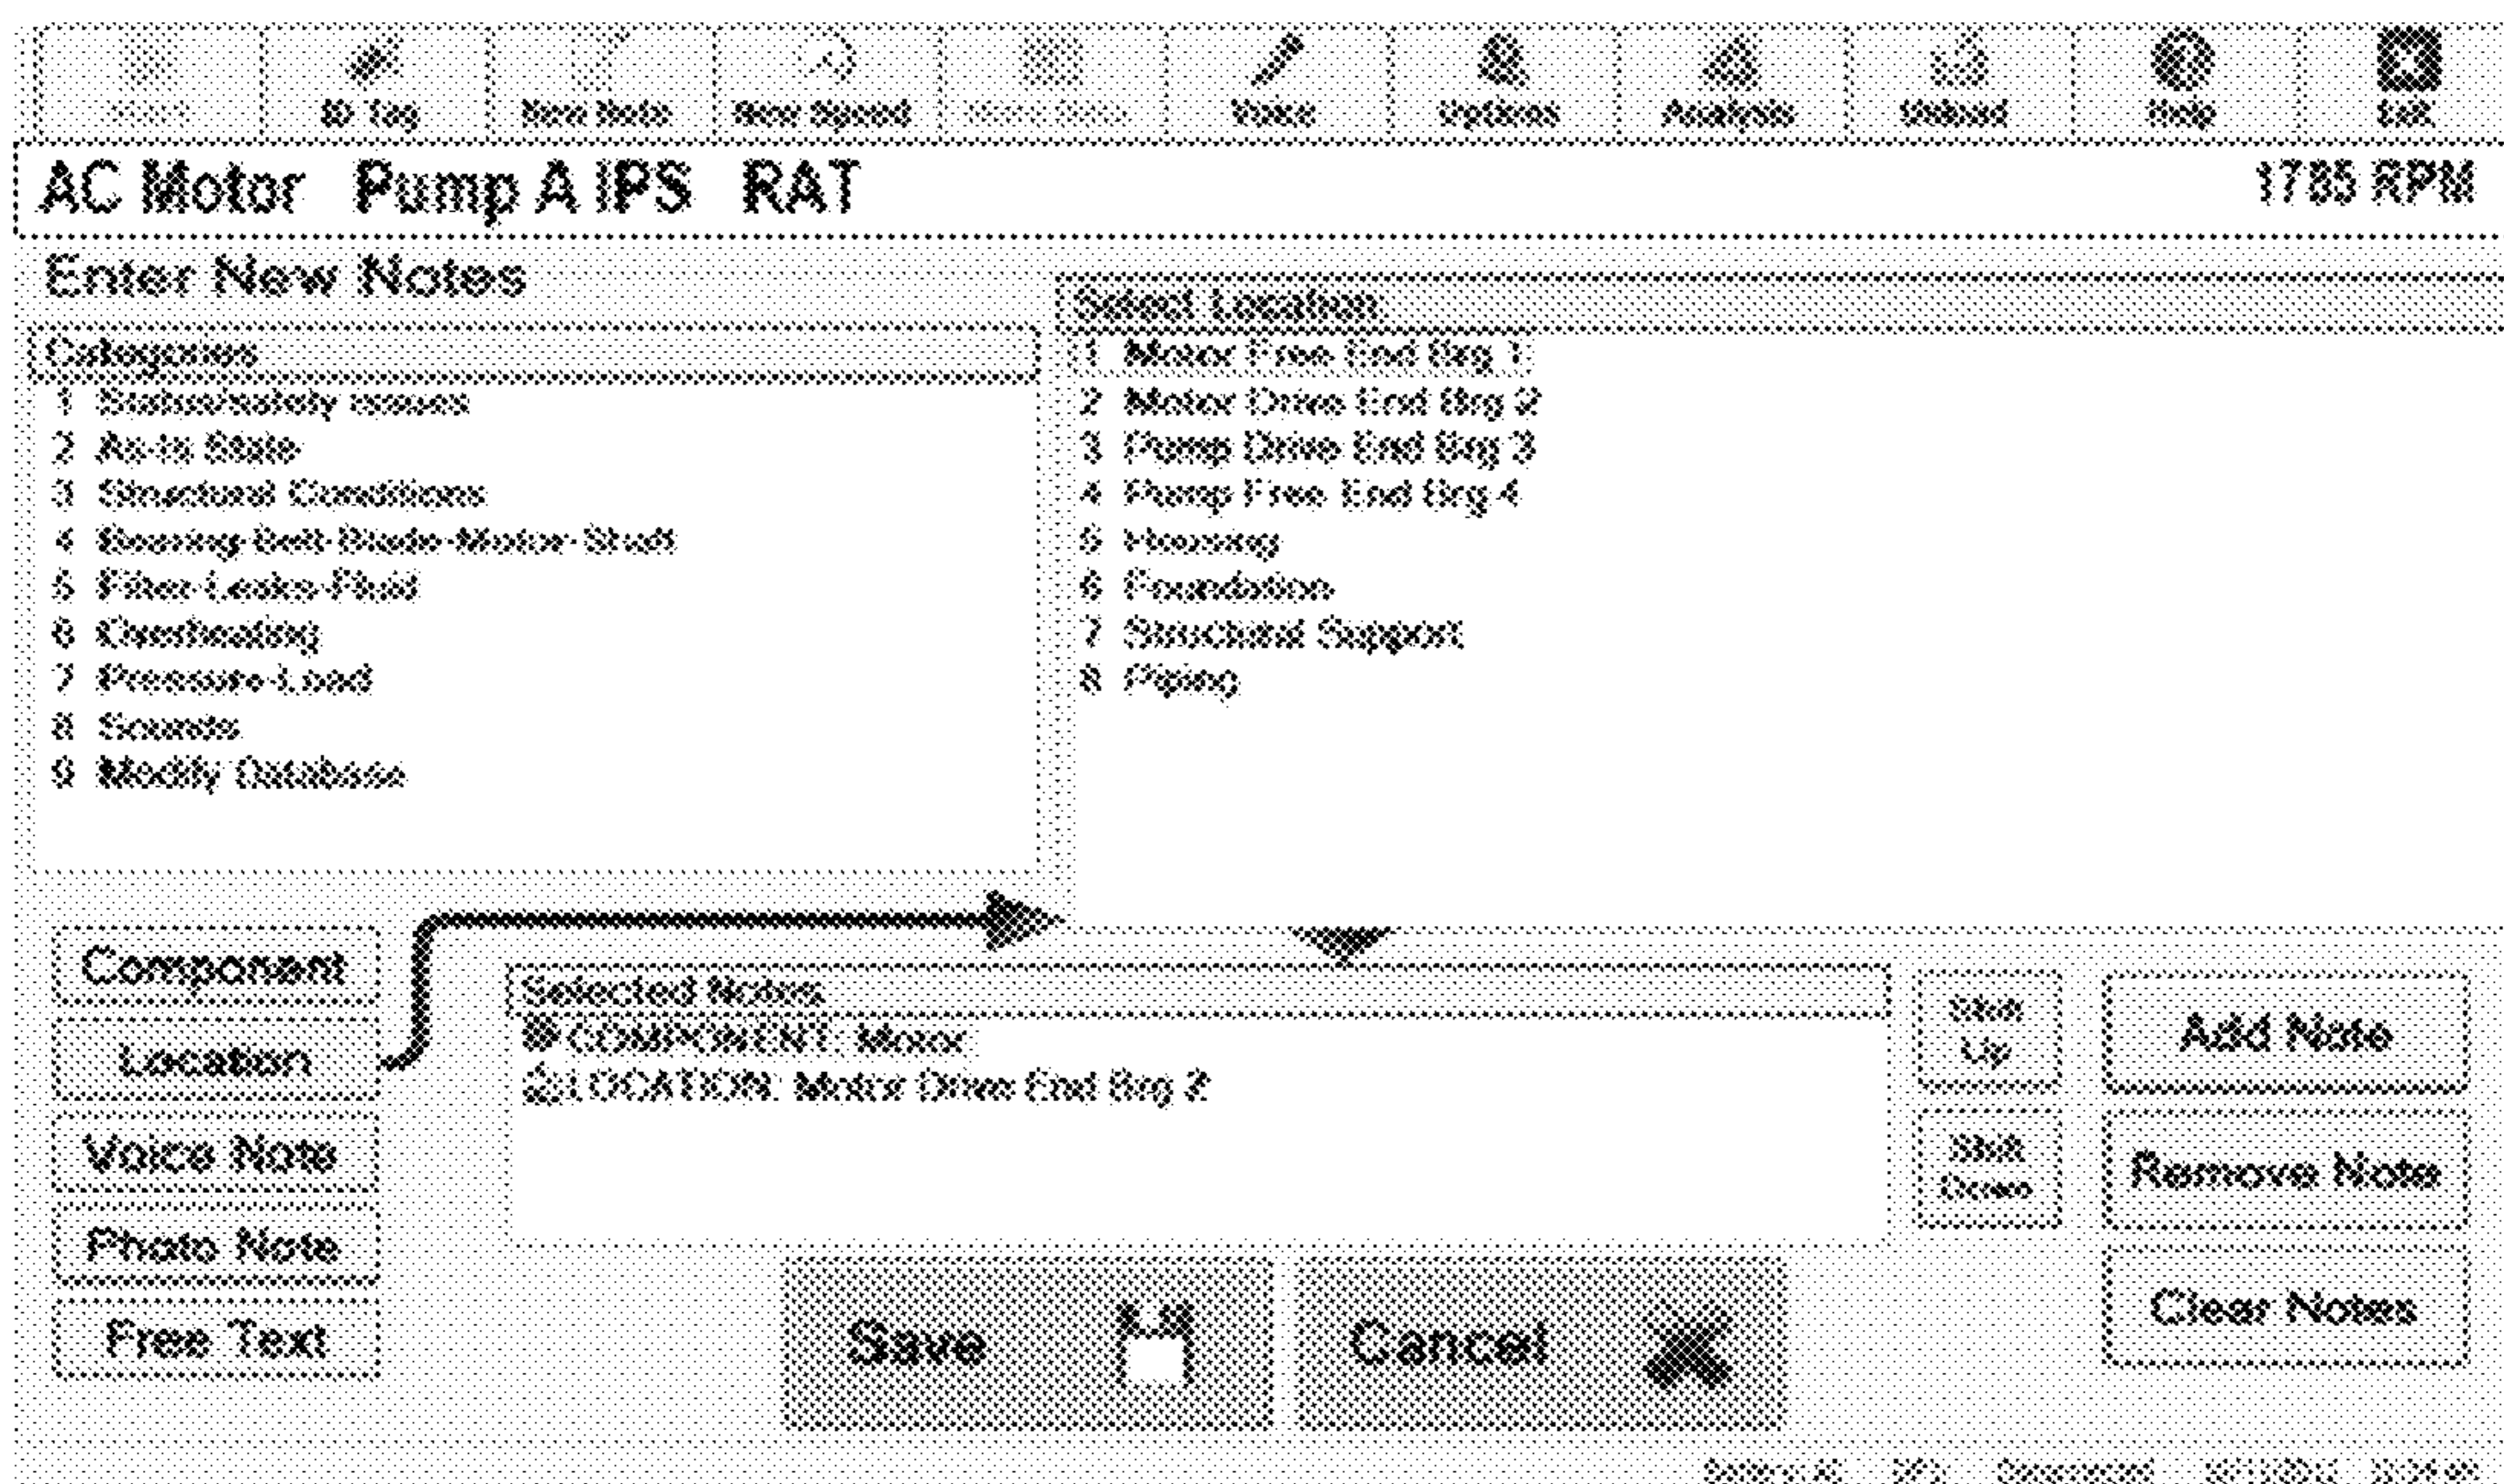 ID Tag New Note New Speed Voice Options Analysis Unload Help Exit
AC Motor Pump A IPS RAT 1785 RPM
Enter New Notes
Categories
1 Status/safety issues
2 As-is State
3 Structural Conditions
4 Bearing-Belt-Blade-Motor-Shaft
5 Filter-Leaks-Fluid
6 Overheating
7 Pressure-Load
8 Sounds
9 Modify Database
Select Location
1 Motor Free End Brg 1
2 Motor Drive End Brg 2
3 Pump Drive End Brg 3
4 Pump Free End Brg 4
5 Housing
6 Foundation
7 Structural Support
8 Piping
Component
Location
Voice Note
Photo Note
Free Text
Selected Notes
COMPONENT: Motor
LOCATION: Motor Drive End Brg 2
Shift
Up
Shift
Down
Add Note
Remove Note
Clear Notes
Save
Cancel